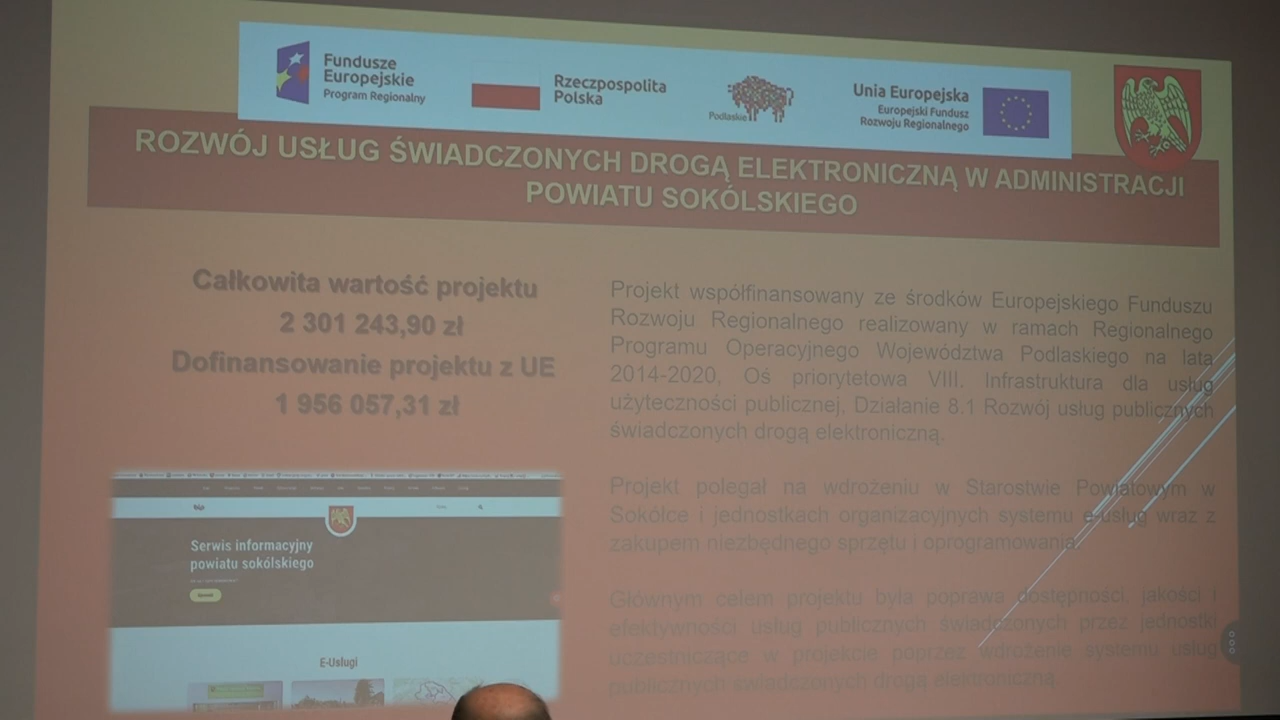 Fundusze
Europejskie
Program Regionalny
Rzeczpospolita
Polska
Podlaskie
Unia Europejska
Europejski Fundusz
Rozwoju Regionalnego
ROZWÓJ USŁUG ŚWIADCZONYCH DROGĄ ELEKTRONICZNĄ W ADMINISTRACJI
POWIATU SOKÓLSKIEGO
Całkowita wartość projektu
2 301 243,90 zł
Dofinansowanie projektu z UE
1 956 057,31 zł
Projekt współfinansowany ze środków Europejskiego Funduszu
Rozwoju Regionalnego realizowany w ramach Regionalnego
Programu Operacyjnego Województwa Podlaskiego na lata
2014-2020, Oś priorytetowa VIII. Infrastruktura dla usług
użyteczności publicznej, Działanie 8.1 Rozwój usług publicznych
świadczonych drogą elektroniczną.
Projekt polegał na wdrożeniu w Starostwie Powiatowym w
Sokółce i jednostkach organizacyjnych systemu e-usług wraz z
zakupem niezbędnego sprzętu i oprogramowania.
Głównym celem projektu była poprawa dostępności, jakości i
efektywności usług publicznych świadczonych przez jednostki
uczestniczące w projekcie poprzez wdrożenie systemu usług
publicznych świadczonych drogą elektroniczną.
bip
Serwis informacyjny
powiatu sokólskiego
E-Usługi